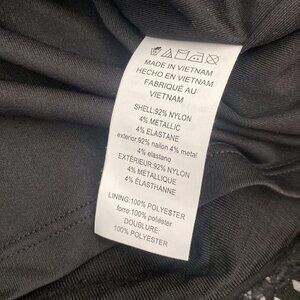 MADE IN VIETNAM
HECHO EN VIETNAM
FABRIQUÉ AU
VIETNAM
SHELL:92% NYLON
4% METALLIC
4% ELASTANE
exterior:92% nailon 4% metal
4% elastano
EXTÉRIEUR:92% NYLON
4% MÉTALLIQUE
4% ÉLASTHANNE
LINING:100% POLYESTER
forro:100% poliéster
DOUBLURE:
100% POLYESTER